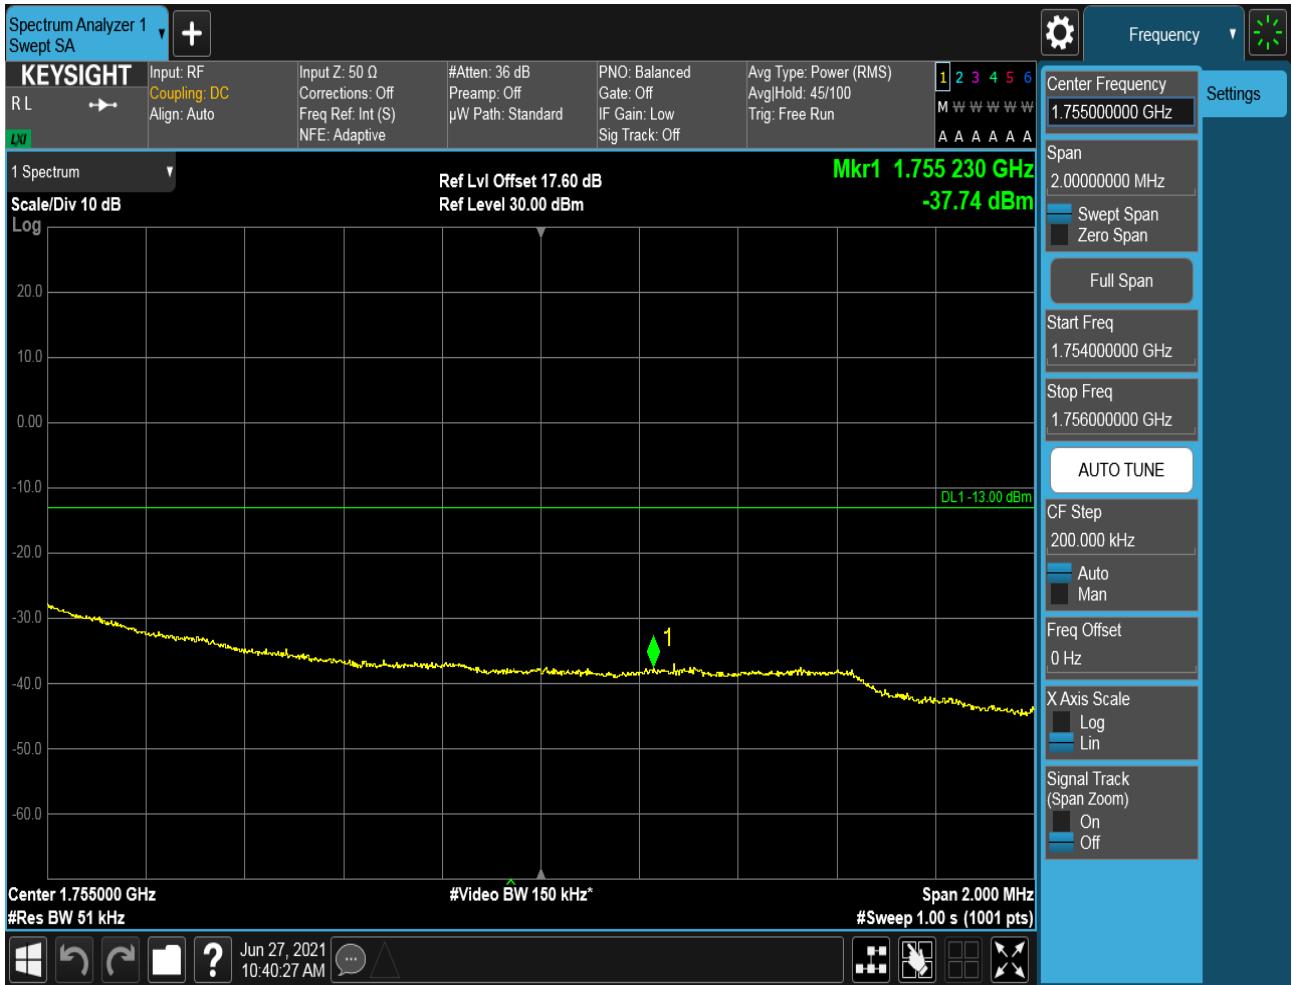 Spectrum Analyzer 1
Swept SA
Frequency
KEYSIGHT
R L
LXI
Input: RF
Coupling: DC
Align: Auto
Input Z: 50 Ω
Corrections: Off
Freq Ref: Int (S)
NFE: Adaptive
#Atten: 36 dB
Preamp: Off
µW Path: Standard
PNO: Balanced
Gate: Off
IF Gain: Low
Sig Track: Off
Avg Type: Power (RMS)
Avg|Hold: 45/100
Trig: Free Run
1 2 3 4 5 6
M W W W W W
A A A A A A
1 Spectrum
Scale/Div 10 dB
Log
Ref Lvl Offset 17.60 dB
Ref Level 30.00 dBm
Mkr1 1.755 230 GHz
-37.74 dBm
20.0
10.0
0.00
-10.0
DL1 -13.00 dBm
-20.0
-30.0
1
-40.0
-50.0
-60.0
Center 1.755000 GHz
#Video BW 150 kHz*
Span 2.000 MHz
#Res BW 51 kHz
#Sweep 1.00 s (1001 pts)
Jun 27, 2021
10:40:27 AM
Center Frequency
1.755000000 GHz
Settings
Span
2.00000000 MHz
Swept Span
Zero Span
Full Span
Start Freq
1.754000000 GHz
Stop Freq
1.756000000 GHz
AUTO TUNE
CF Step
200.000 kHz
Auto
Man
Freq Offset
0 Hz
X Axis Scale
Log
Lin
Signal Track
(Span Zoom)
On
Off